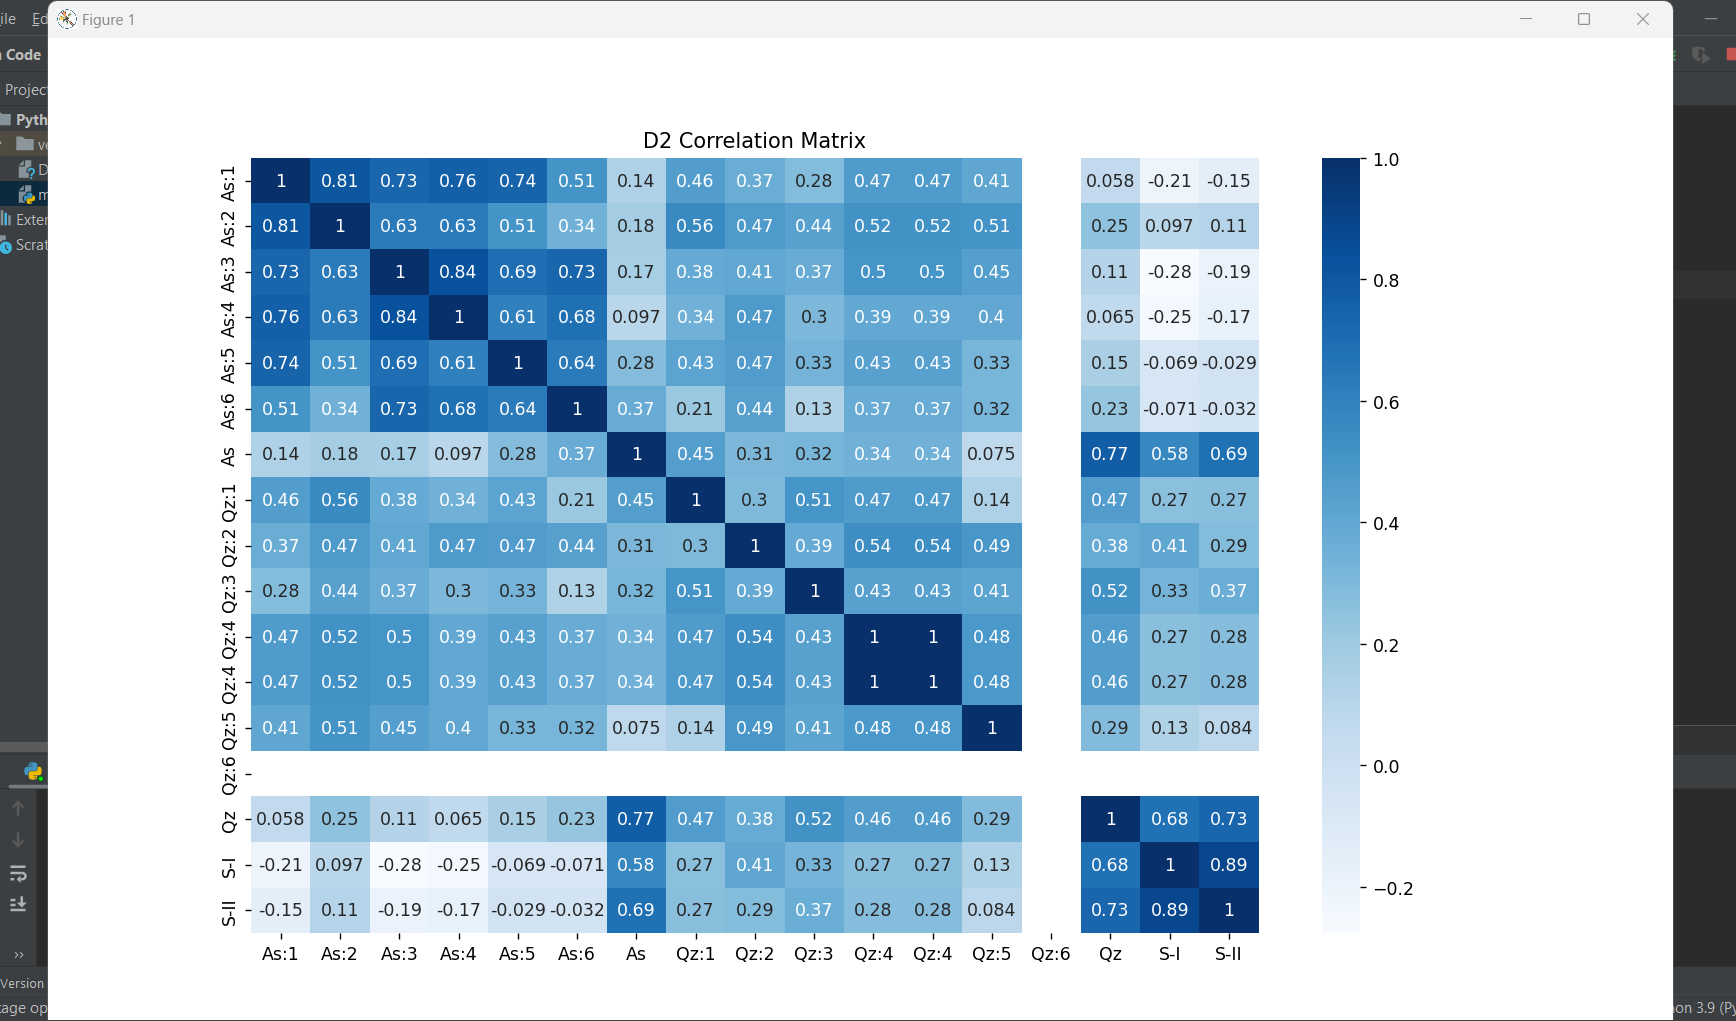 ile Ed
Figure 1
Code
Projec
Pyth
ve
D
m
Exter
Scrat
D2 Correlation Matrix
As:1 1 0.81 0.73 0.76 0.74 0.51 0.14 0.46 0.37 0.28 0.47 0.47 0.41 0.058 -0.21 -0.15
As:2 0.81 1 0.63 0.63 0.51 0.34 0.18 0.56 0.47 0.44 0.52 0.52 0.51 0.25 0.097 0.11
As:3 0.73 0.63 1 0.84 0.69 0.73 0.17 0.38 0.41 0.37 0.5 0.5 0.45 0.11 -0.28 -0.19
As:4 0.76 0.63 0.84 1 0.61 0.68 0.097 0.34 0.47 0.3 0.39 0.39 0.4 0.065 -0.25 -0.17
As:5 0.74 0.51 0.69 0.61 1 0.64 0.28 0.43 0.47 0.33 0.43 0.43 0.33 0.15 -0.069 -0.029
As:6 0.51 0.34 0.73 0.68 0.64 1 0.37 0.21 0.44 0.13 0.37 0.37 0.32 0.23 -0.071 -0.032
As 0.14 0.18 0.17 0.097 0.28 0.37 1 0.45 0.31 0.32 0.34 0.34 0.075 0.77 0.58 0.69
Qz:1 0.46 0.56 0.38 0.34 0.43 0.21 0.45 1 0.3 0.51 0.47 0.47 0.14 0.47 0.27 0.27
Qz:2 0.37 0.47 0.41 0.47 0.47 0.44 0.31 0.3 1 0.39 0.54 0.54 0.49 0.38 0.41 0.29
Qz:3 0.28 0.44 0.37 0.3 0.33 0.13 0.32 0.51 0.39 1 0.43 0.43 0.41 0.52 0.33 0.37
Qz:4 0.47 0.52 0.5 0.39 0.43 0.37 0.34 0.47 0.54 0.43 1 1 0.48 0.46 0.27 0.28
Qz:4 0.47 0.52 0.5 0.39 0.43 0.37 0.34 0.47 0.54 0.43 1 1 0.48 0.46 0.27 0.28
Qz:5 0.41 0.51 0.45 0.4 0.33 0.32 0.075 0.14 0.49 0.41 0.48 0.48 1 0.29 0.13 0.084
Qz:6
Qz 0.058 0.25 0.11 0.065 0.15 0.23 0.77 0.47 0.38 0.52 0.46 0.46 0.29 1 0.68 0.73
S-I -0.21 0.097 -0.28 -0.25 -0.069 -0.071 0.58 0.27 0.41 0.33 0.27 0.27 0.13 0.68 1 0.89
S-II -0.15 0.11 -0.19 -0.17 -0.029 -0.032 0.69 0.27 0.29 0.37 0.28 0.28 0.084 0.73 0.89 1
As:1 As:2 As:3 As:4 As:5 As:6 As Qz:1 Qz:2 Qz:3 Qz:4 Qz:4 Qz:5 Qz:6 Qz S-I S-II
1.0
0.8
0.6
0.4
0.2
0.0
−0.2
Version
kage op
on 3.9 (Py